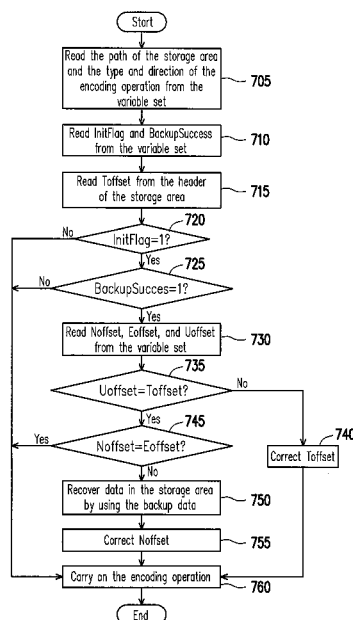 Start
Read the path of the storage area
and the type and direction of the
encoding operation from the
variable set
705
Read InitFlag and BackupSuccess
from the variable set
710
Read Toffset from the header
of the storage area
715
720
No
InitFlag=1?
Yes
725
No
BackupSucces=1?
Yes
Read Noffset, Eoffset, and Uoffset
from the variable set
730
735
Uoffset=Toffset?
No
Yes
745
740
Yes
Noffset=Eoffset?
Correct Toffset
No
Recover data in the storage area
by using the backup data
750
Correct Noffset
755
Carry on the encoding operation
760
End